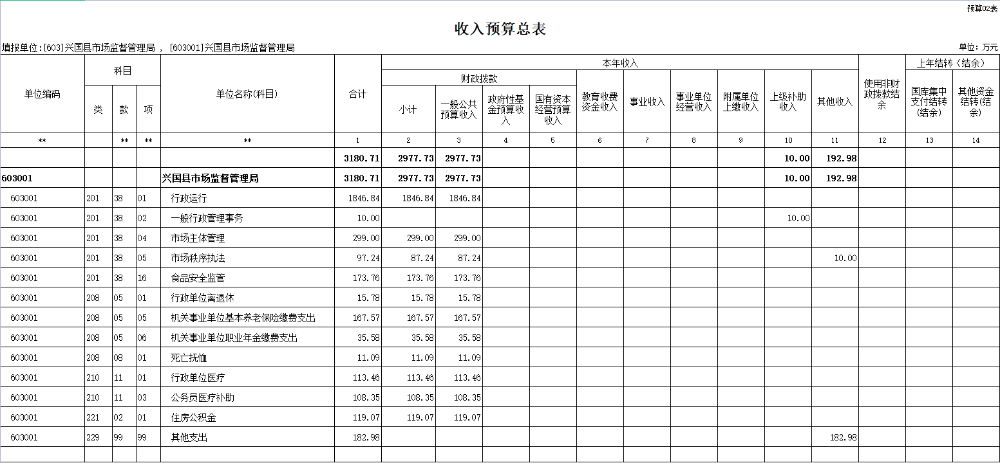 预算02表
收入预算总表
填报单位:[603]兴国县市场监督管理局 , [603001]兴国县市场监督管理局
单位: 万元
单位编码 科目 单位名称(科目) 合计 本年收入 使用非财政拨款结余 上年结转（结余）
类 款 项 财政拨款 教育收费资金收入 事业收入 事业单位经营收入 附属单位上缴收入 上级补助收入 其他收入 国库集中支付结转(结余) 其他资金结转(结余)
小计 一般公共预算收入 政府性基金预算收入 国有资本经营预算收入
** ** ** ** 1 2 3 4 5 6 7 8 9 10 11 12 13 14
3180.71 2977.73 2977.73 10.00 192.98
603001 兴国县市场监督管理局 3180.71 2977.73 2977.73 10.00 192.98
603001 201 38 01 行政运行 1846.84 1846.84 1846.84
603001 201 38 02 一般行政管理事务 10.00 10.00
603001 201 38 04 市场主体管理 299.00 299.00 299.00
603001 201 38 05 市场秩序执法 97.24 87.24 87.24 10.00
603001 201 38 16 食品安全监管 173.76 173.76 173.76
603001 208 05 01 行政单位离退休 15.78 15.78 15.78
603001 208 05 05 机关事业单位基本养老保险缴费支出 167.57 167.57 167.57
603001 208 05 06 机关事业单位职业年金缴费支出 35.58 35.58 35.58
603001 208 08 01 死亡抚恤 11.09 11.09 11.09
603001 210 11 01 行政单位医疗 113.46 113.46 113.46
603001 210 11 03 公务员医疗补助 108.35 108.35 108.35
603001 221 02 01 住房公积金 119.07 119.07 119.07
603001 229 99 99 其他支出 182.98 182.98